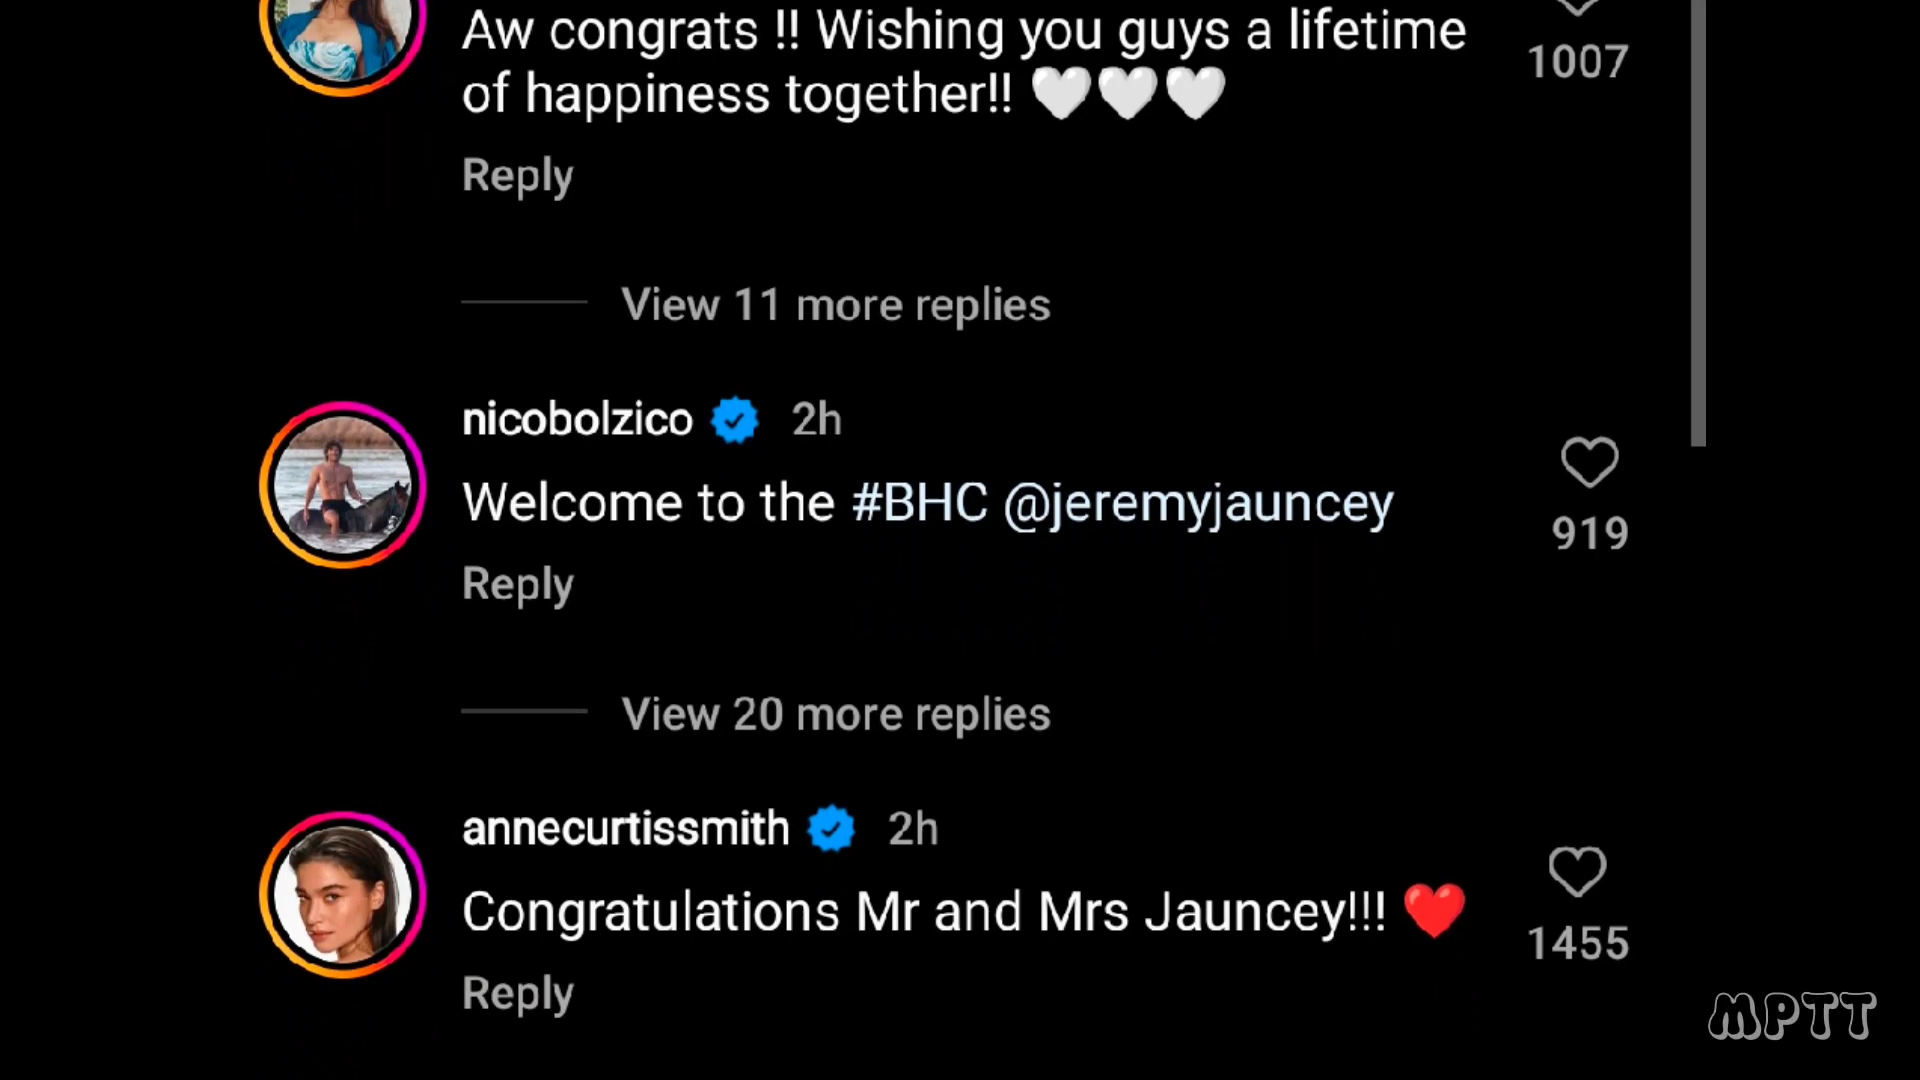 Aw congrats !! Wishing you guys a lifetime
1007
of happiness together!! 🤍🤍🤍
Reply
View 11 more replies
nicobolzico 2h
Welcome to the #BHC @jeremyjauncey
919
Reply
View 20 more replies
annecurtissmith 2h
Congratulations Mr and Mrs Jauncey!!! ❤️
1455
Reply
MPTT